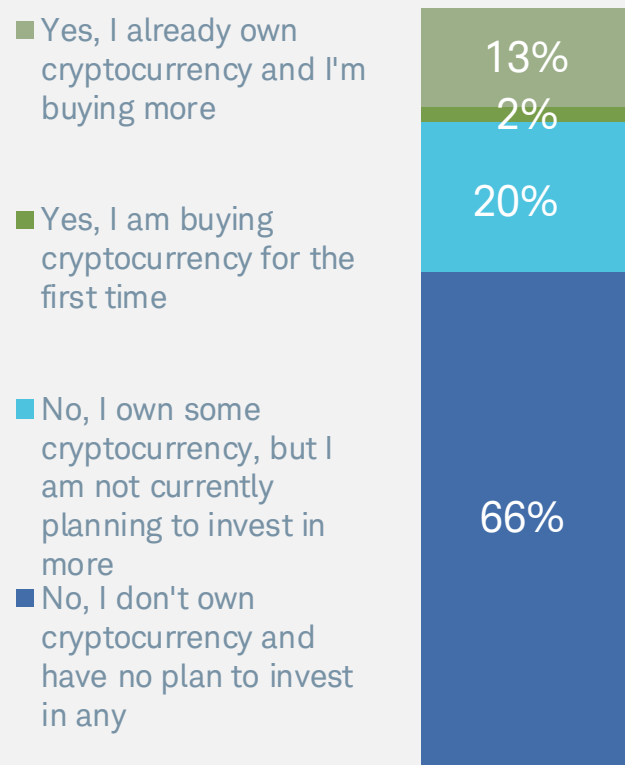 Yes, I already own
cryptocurrency and I'm
buying more
Yes, I am buying
cryptocurrency for the
first time
No, I own some
cryptocurrency, but I
am not currently
planning to invest in
more
No, I don't own
cryptocurrency and
have no plan to invest
in any
13%
2%
20%
66%